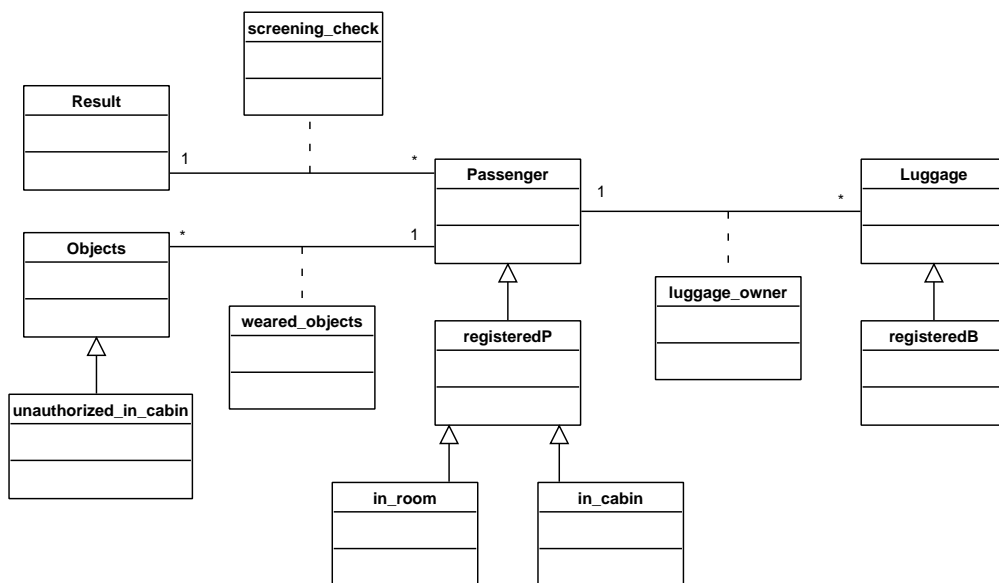 screening_check
Result
1
*
Passenger
Luggage
1
*
Objects
*
1
weared_objects
luggage_owner
registeredP
registeredB
unauthorized_in_cabin
in_room
in_cabin